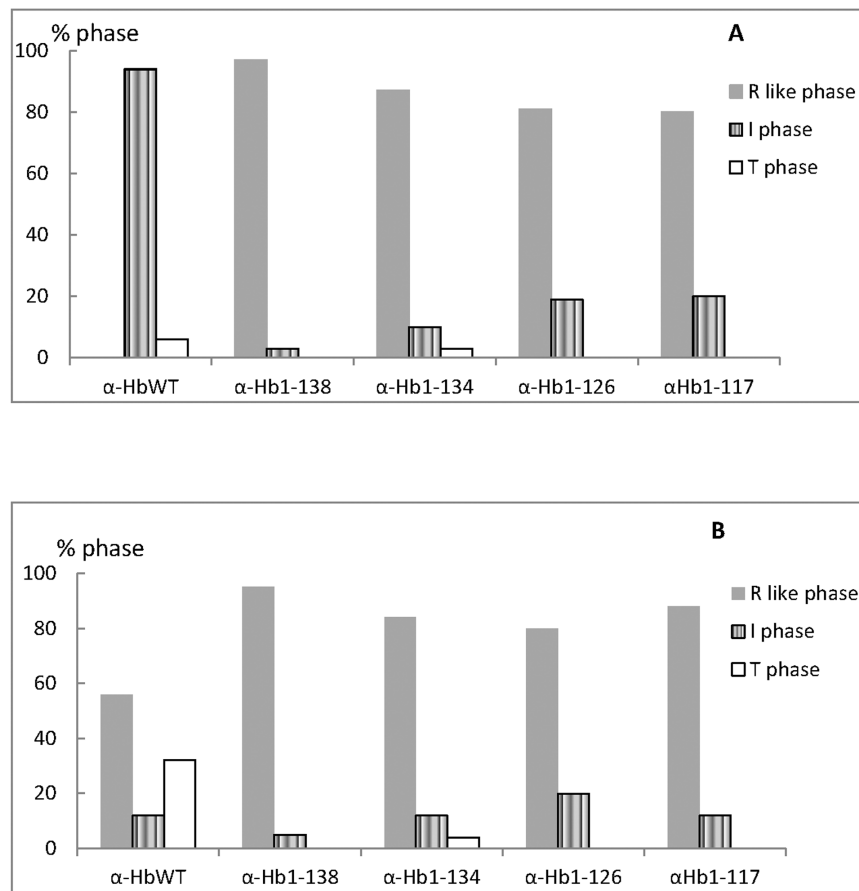 % phase
A
100
80
60
40
20
0
R like phase
I phase
T phase
α-HbWT α-Hb1-138 α-Hb1-134 α-Hb1-126 αHb1-117
B
% phase
100
80
60
40
20
0
R like phase
I phase
T phase
α-HbWT α-Hb1-138 α-Hb1-134 α-Hb1-126 αHb1-117